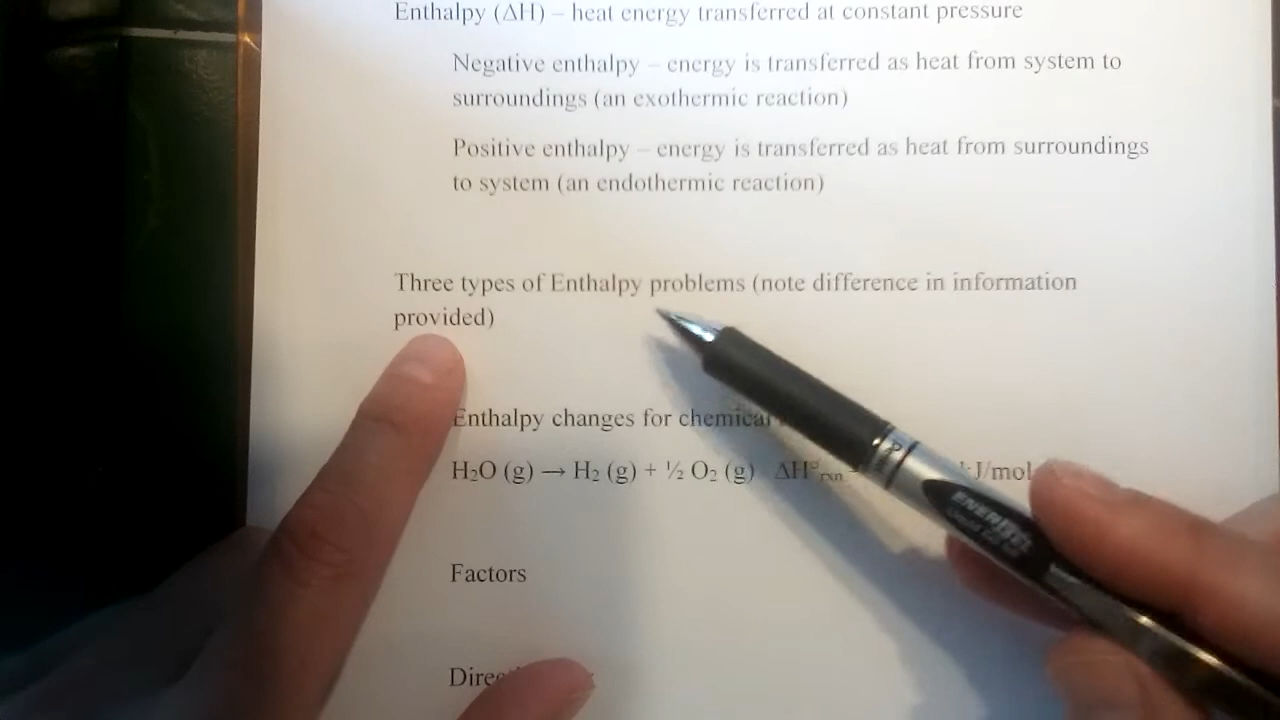 Enthalpy (ΔH) – heat energy transferred at constant pressure
Negative enthalpy – energy is transferred as heat from system to
surroundings (an exothermic reaction)
Positive enthalpy – energy is transferred as heat from surroundings
to system (an endothermic reaction)
Three types of Enthalpy problems (note difference in information
provided)
Enthalpy changes for chemical
H₂O (g) → H₂ (g) + ½ O₂ (g) ΔH°rxn kJ/mol
Factors
ENERGEL